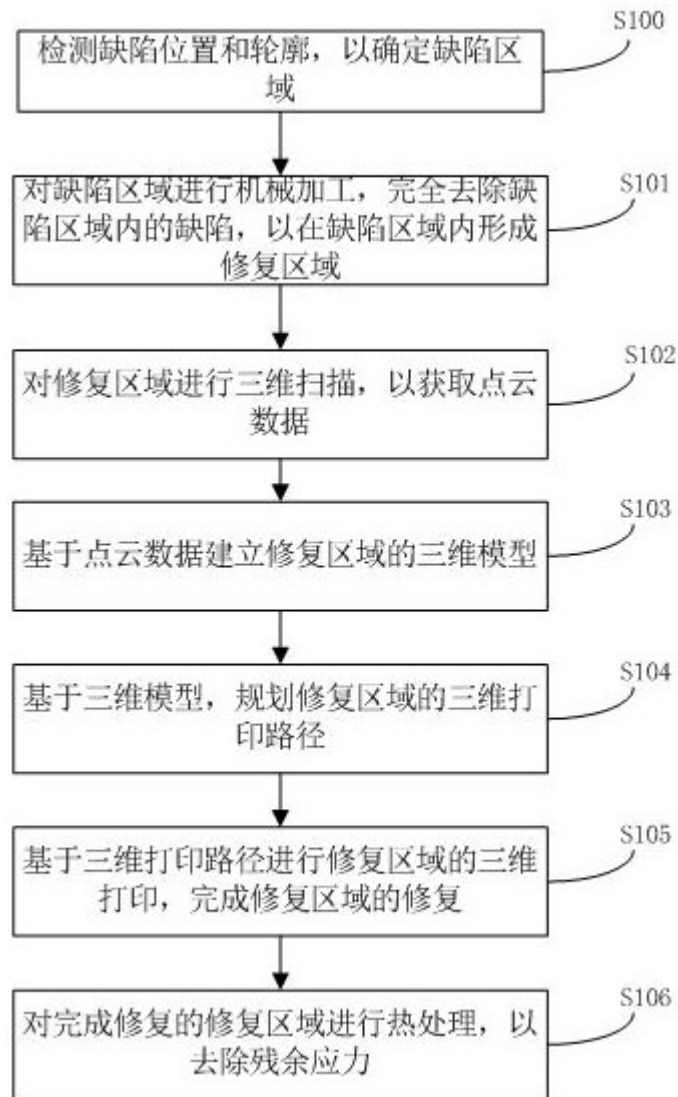 S100
检测缺陷位置和轮廓，以确定缺陷区
域
S101
对缺陷区域进行机械加工，完全去除缺
陷区域内的缺陷，以在缺陷区域内形成
修复区域
S102
对修复区域进行三维扫描，以获取点云
数据
S103
基于点云数据建立修复区域的三维模型
S104
基于三维模型，规划修复区域的三维打
印路径
S105
基于三维打印路径进行修复区域的三维
打印，完成修复区域的修复
S106
对完成修复的修复区域进行热处理，以
去除残余应力